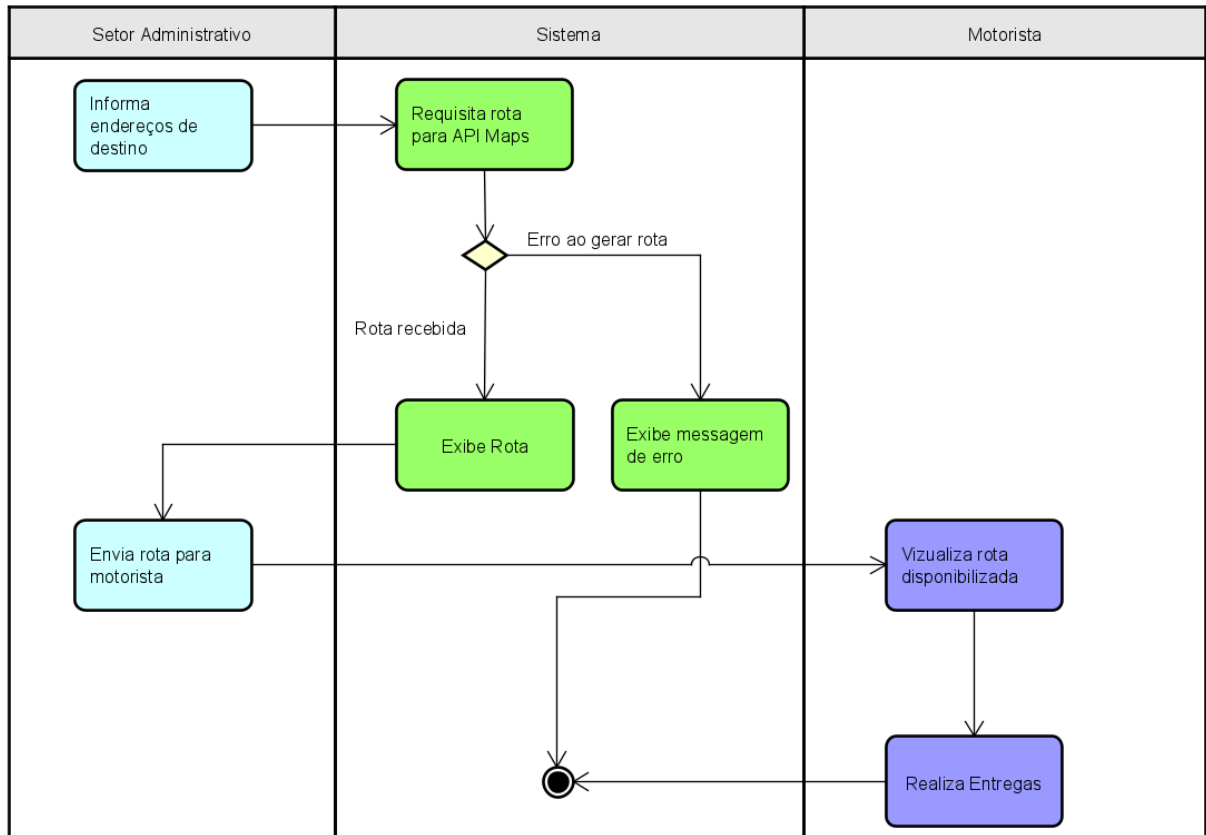 Setor Administrativo
Sistema
Motorista
Informa
endereços de
destino
Requisita rota
para API Maps
Erro ao gerar rota
Rota recebida
Exibe Rota
Exibe messagem
de erro
Envia rota para
motorista
Vizualiza rota
disponibilizada
Realiza Entregas